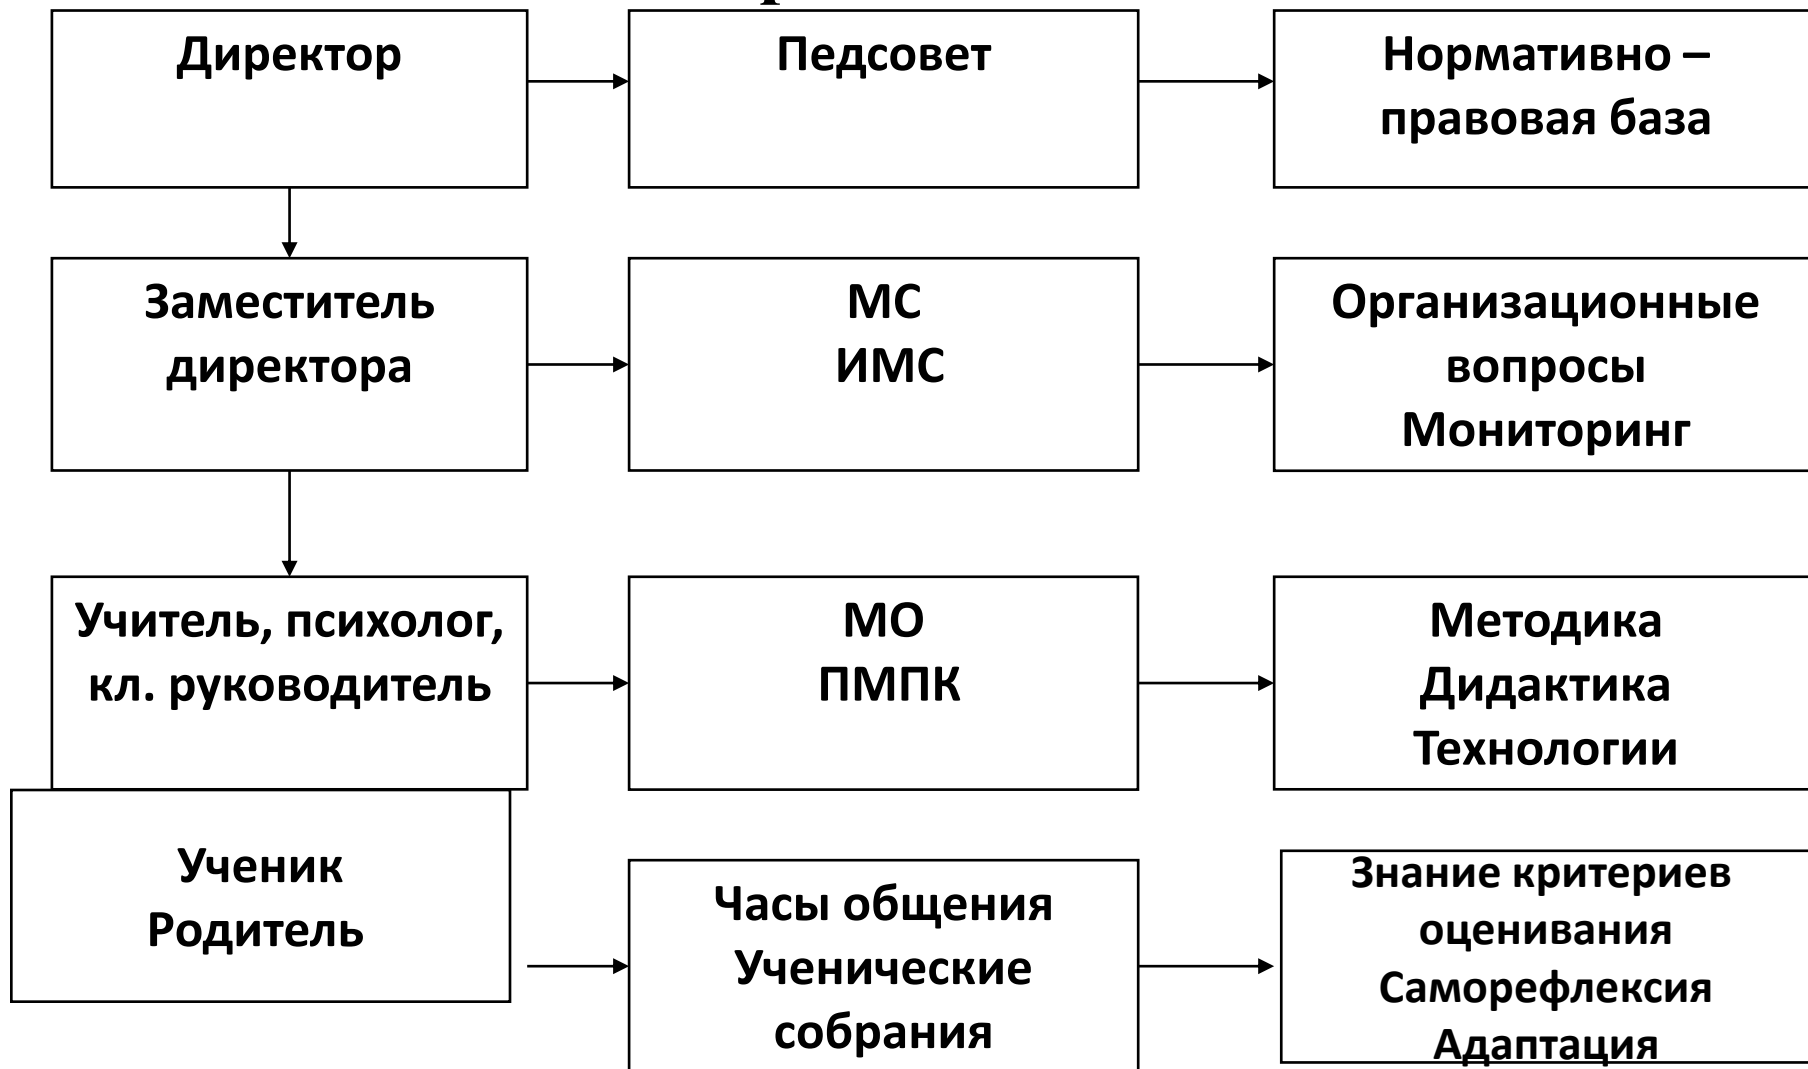 Директор
Педсовет
Нормативно –
правовая база
Заместитель
директора
МС
ИМС
Организационные
вопросы
Мониторинг
Учитель, психолог,
кл. руководитель
МО
ПМПК
Методика
Дидактика
Технологии
Ученик
Родитель
Часы общения
Ученические
собрания
Знание критериев
оценивания
Саморефлексия
Адаптация